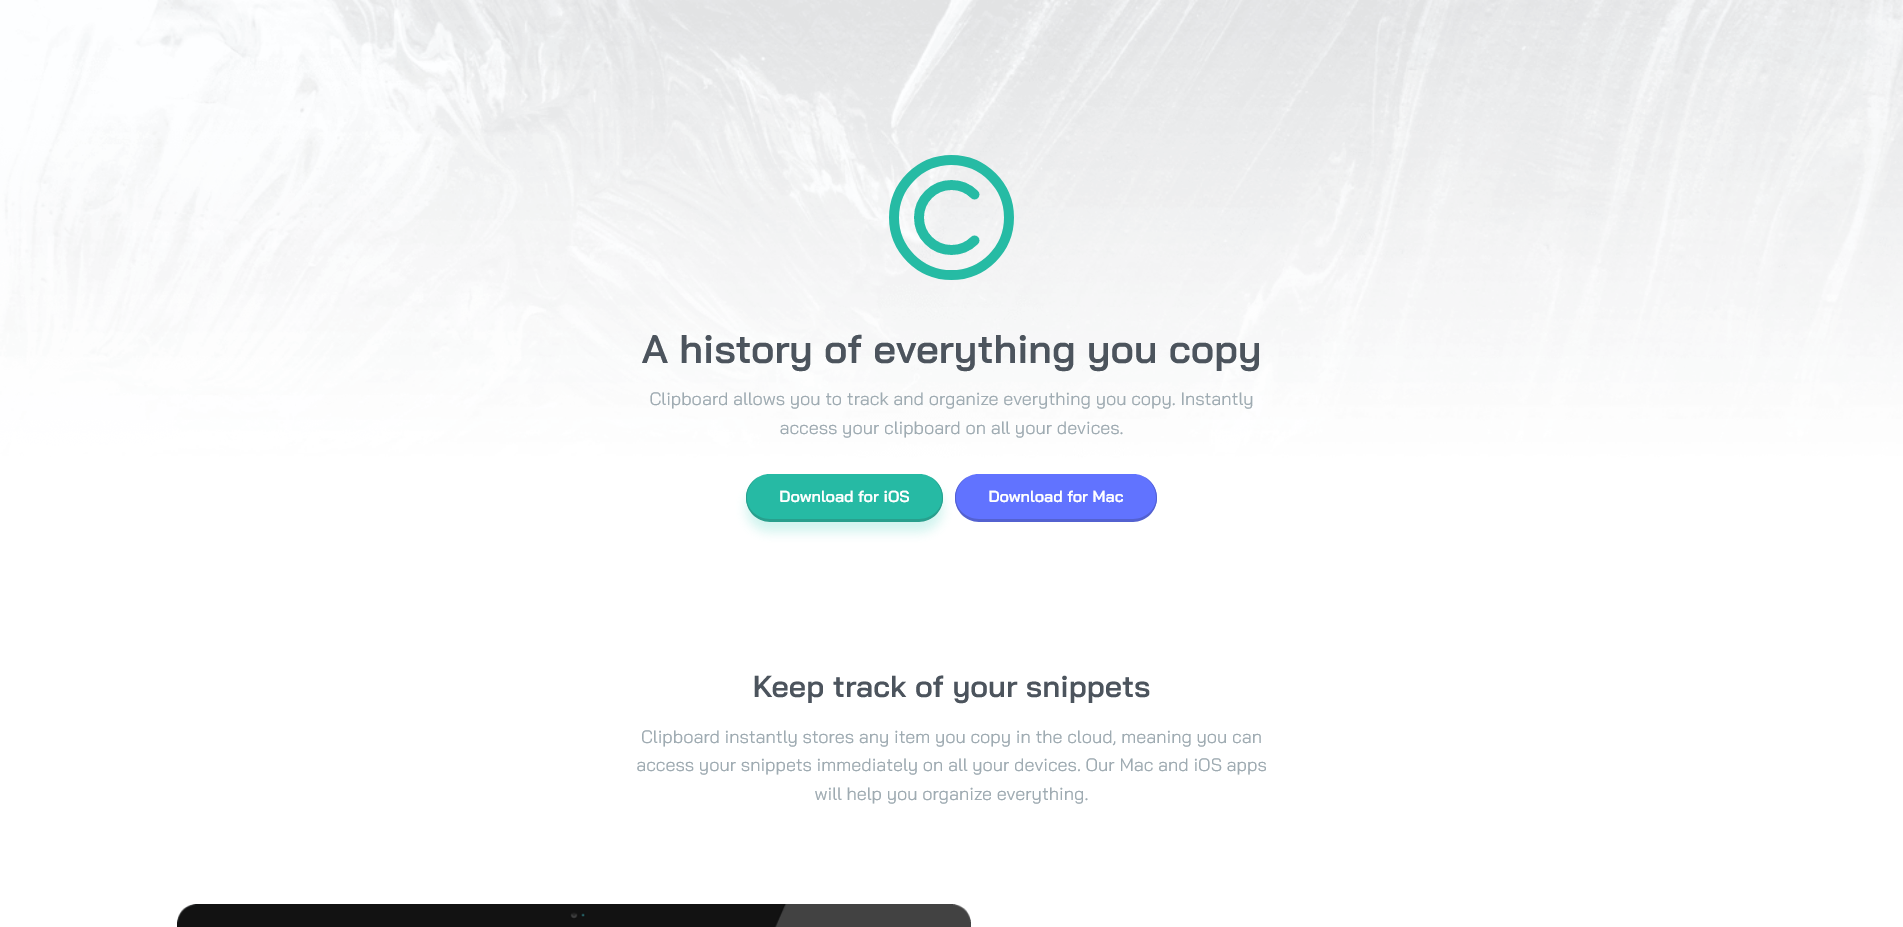 A history of everything you copy
Clipboard allows you to track and organize everything you copy. Instantly
access your clipboard on all your devices.
Download for iOS
Download for Mac
Keep track of your snippets
Clipboard instantly stores any item you copy in the cloud, meaning you can
access your snippets immediately on all your devices. Our Mac and iOS apps
will help you organize everything.